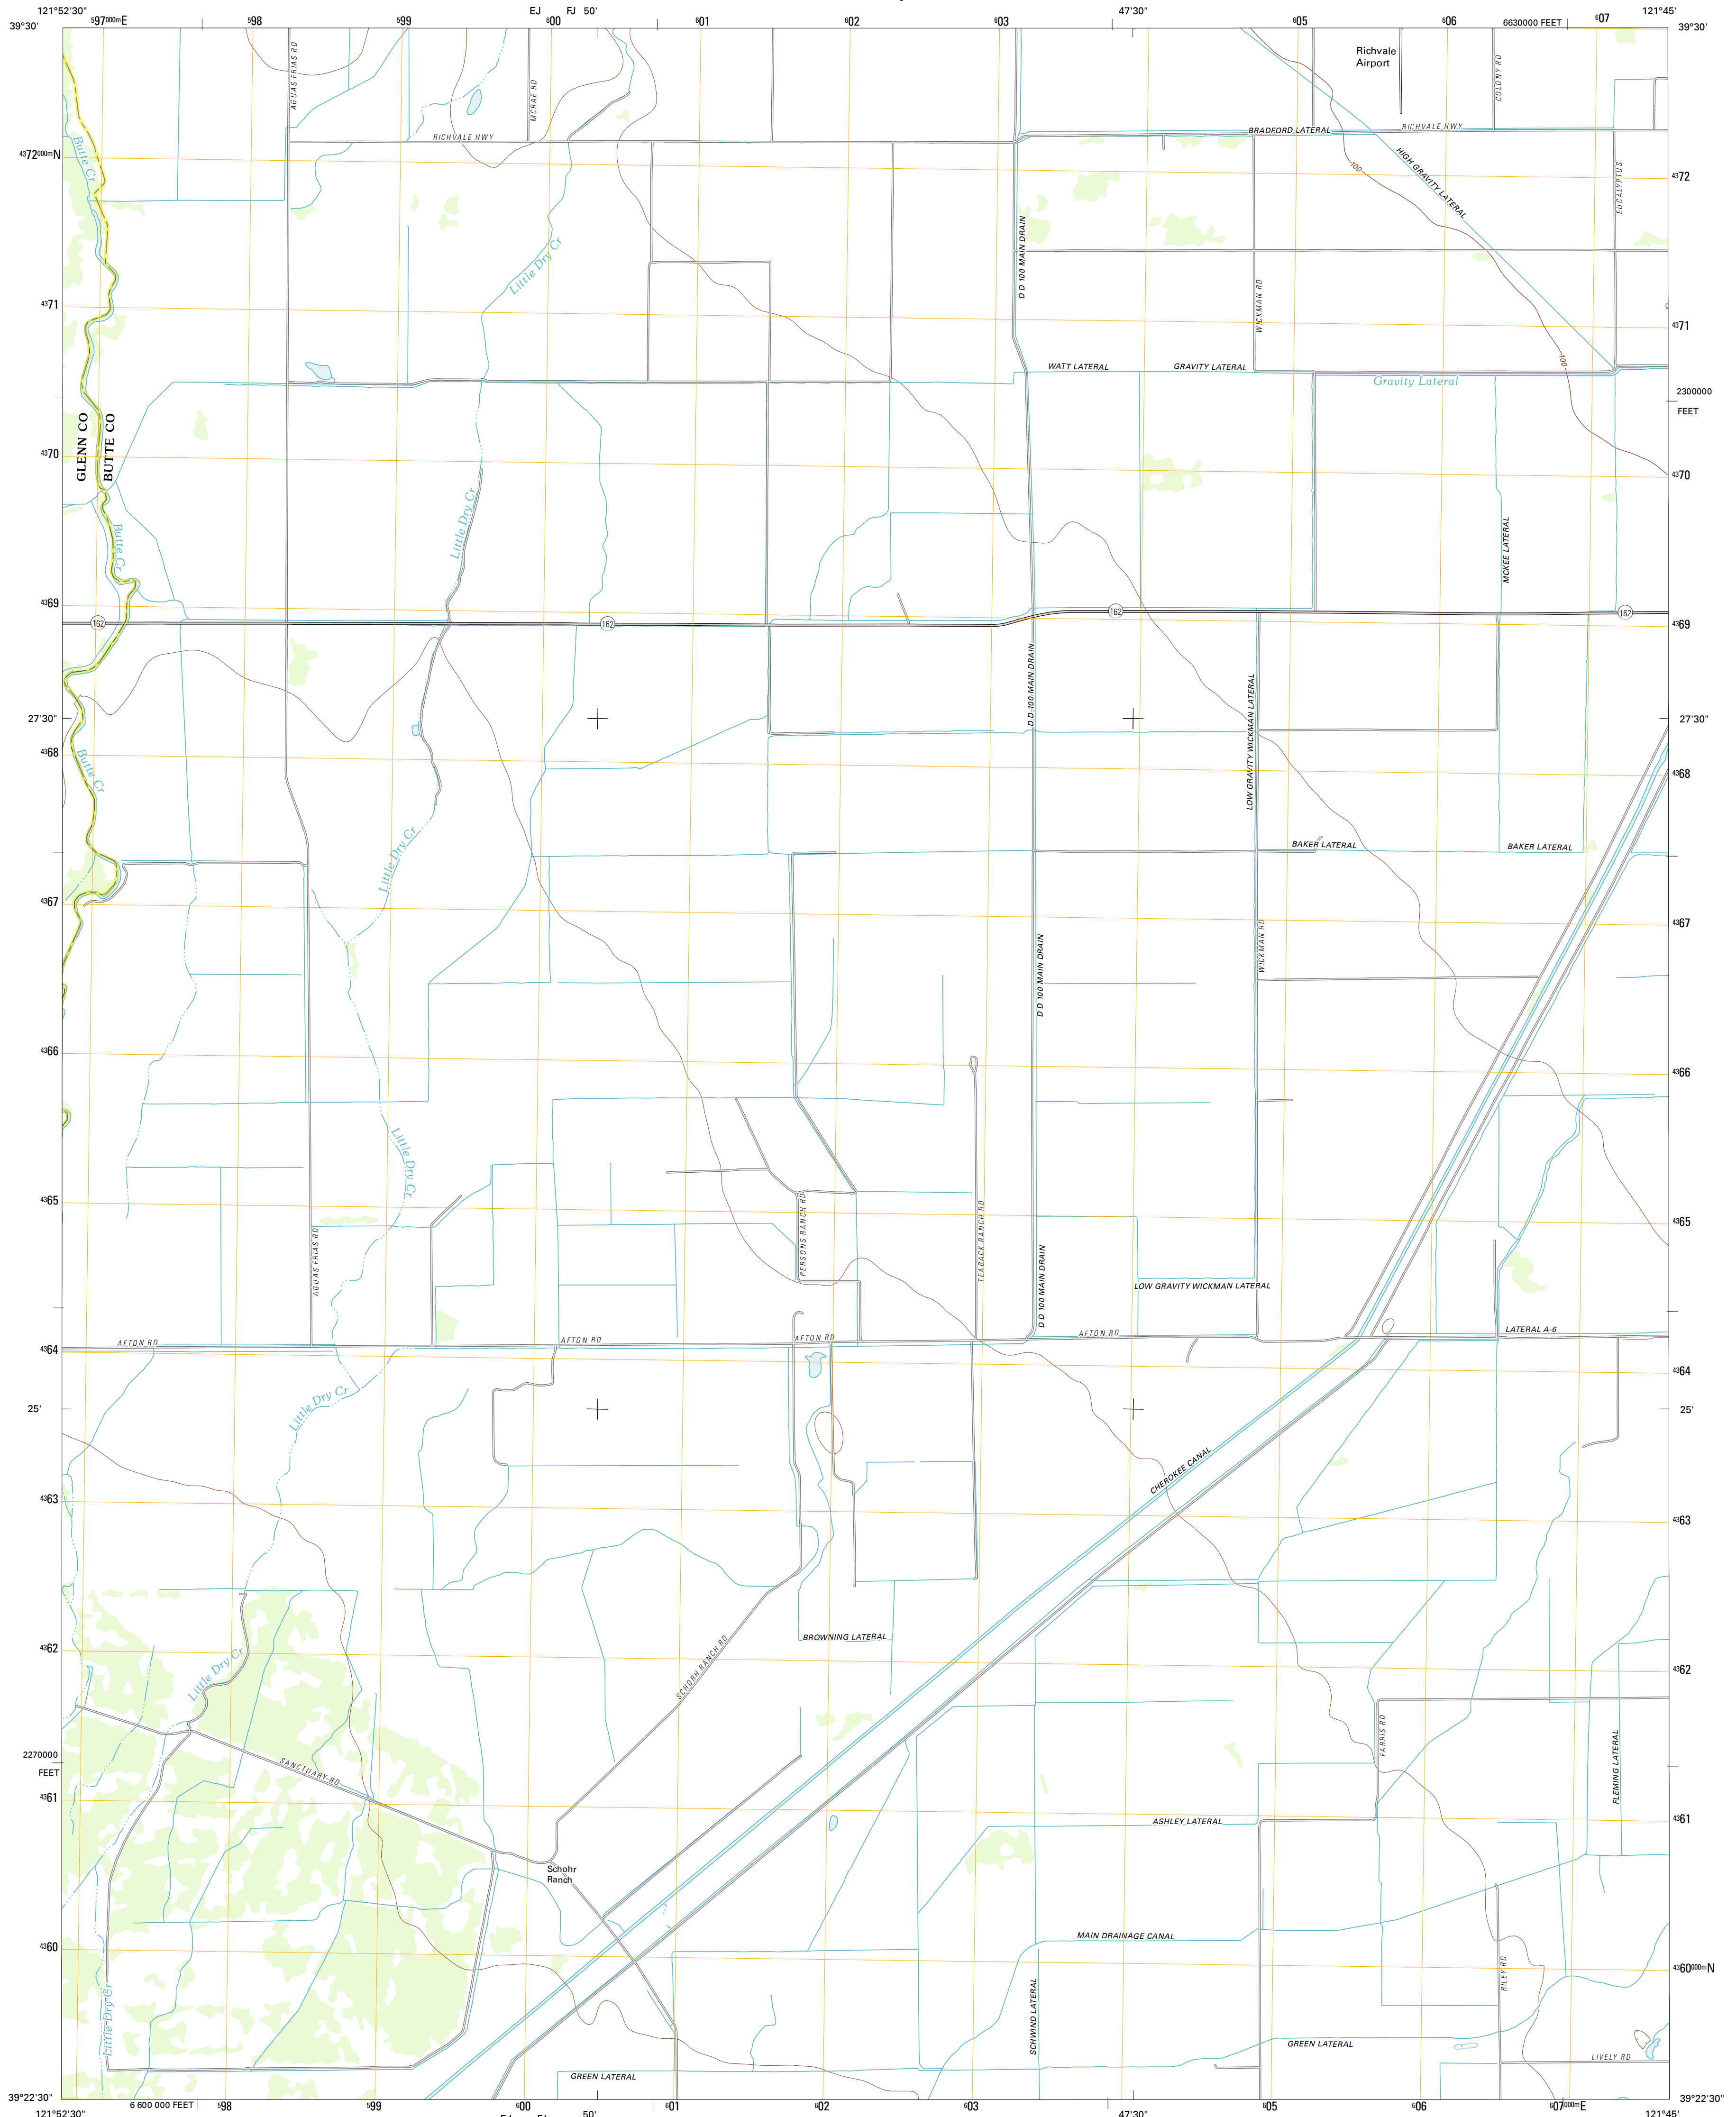 121°52'30"
EJ FJ 50'
47'30"
121°45'
39°30'
597000mE
598
599
600
601
602
603
605
606
6630000 FEET
607
39°30'
AGUAS FRIAS RD
MCRAE RD
Richvale
Airport
COLONY RD
RICHVALE HWY
BRADFORD LATERAL
RICHVALE HWY
4372000mN
Butte Cr
HIGH GRAVITY LATERAL
100
EUCALYPTUS
4372
Little Dry Cr
D D 100 MAIN DRAIN
WICKMAN RD
4371
4371
WATT LATERAL
GRAVITY LATERAL
100
Gravity Lateral
2300000
FEET
GLENN CO
BUTTE CO
4370
4370
Butte Cr
Little Dry Cr
MCKEE LATERAL
4369
162
162
162
162
4369
D D 100 MAIN DRAIN
LOW GRAVITY WICKMAN LATERAL
27'30"
27'30"
4368
Butte Cr
4368
Little Dry Cr
BAKER LATERAL
BAKER LATERAL
4367
4367
D D 100 MAIN DRAIN
WICKMAN RD
4366
4366
Little Dry Cr
4365
4365
AGUAS FRIAS RD
PERSONS RANCH RD
TEABACK RANCH RD
D D 100 MAIN DRAIN
LOW GRAVITY WICKMAN LATERAL
AFTON RD
AFTON RD
AFTON RD
AFTON RD
LATERAL A-6
4364
4364
Little Dry Cr
25'
25'
CHEROKEE CANAL
4363
4363
Little Dry Cr
SCHORH RANCH RD
BROWNING LATERAL
4362
4362
FARRIS RD
FLEMING LATERAL
2270000
FEET
SANCTUARY RD
4361
ASHLEY LATERAL
4361
Schohr
Ranch
MAIN DRAINAGE CANAL
4360
4360000mN
Little Dry Cr
SCHWIND LATERAL
RILEY RD
GREEN LATERAL
LIVELY RD
GREEN LATERAL
39°22'30"
39°22'30"
6 600 000 FEET
598
599
600
601
602
603
605
606
607000mE
121°52'30"
50'
47'30"
121°45'